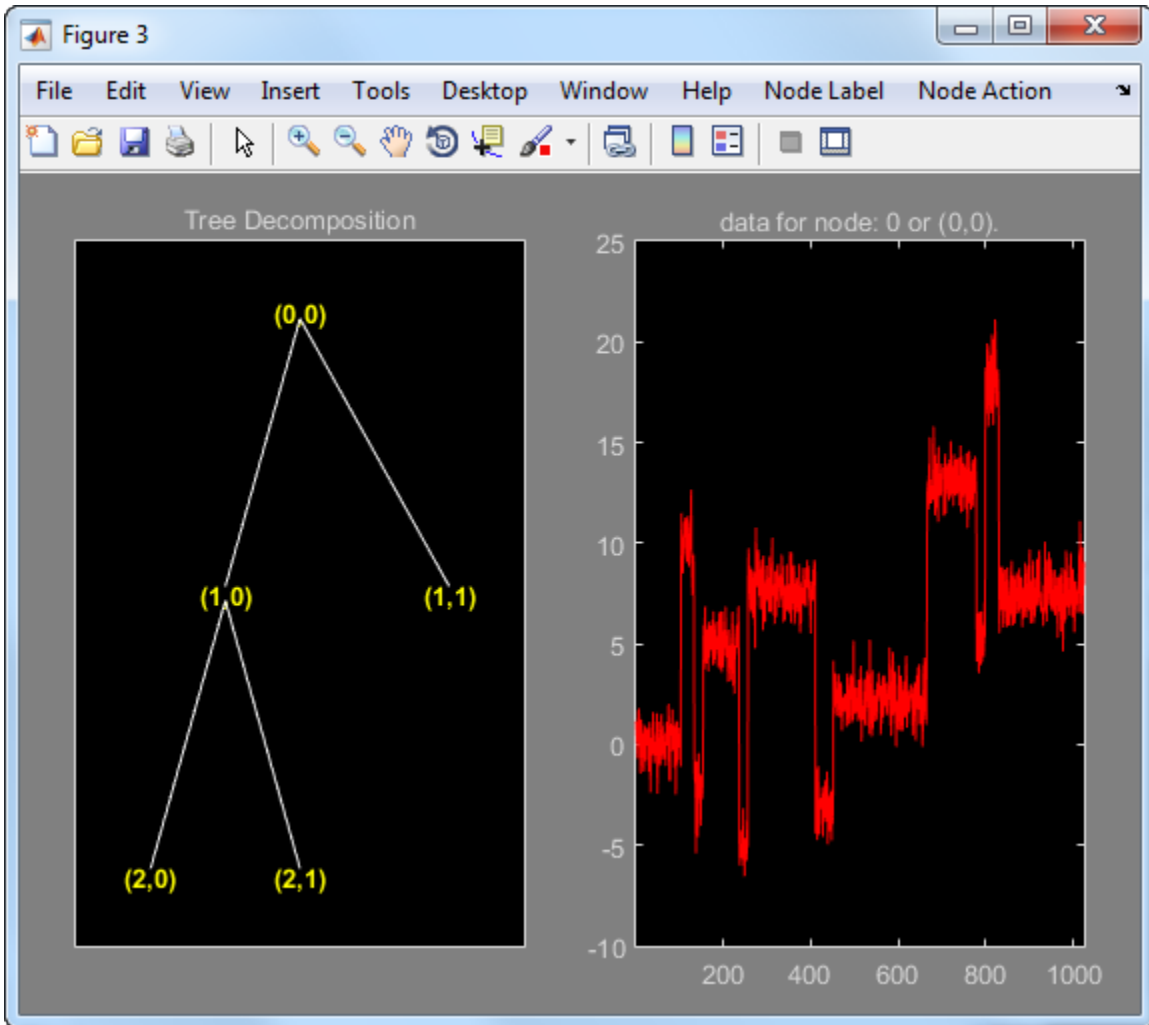 Figure 3
File Edit View Insert Tools Desktop Window Help Node Label Node Action
Tree Decomposition
(0,0)
(1,0) (1,1)
(2,0) (2,1)
data for node: 0 or (0,0).
25
20
15
10
5
0
-5
-10
200 400 600 800 1000